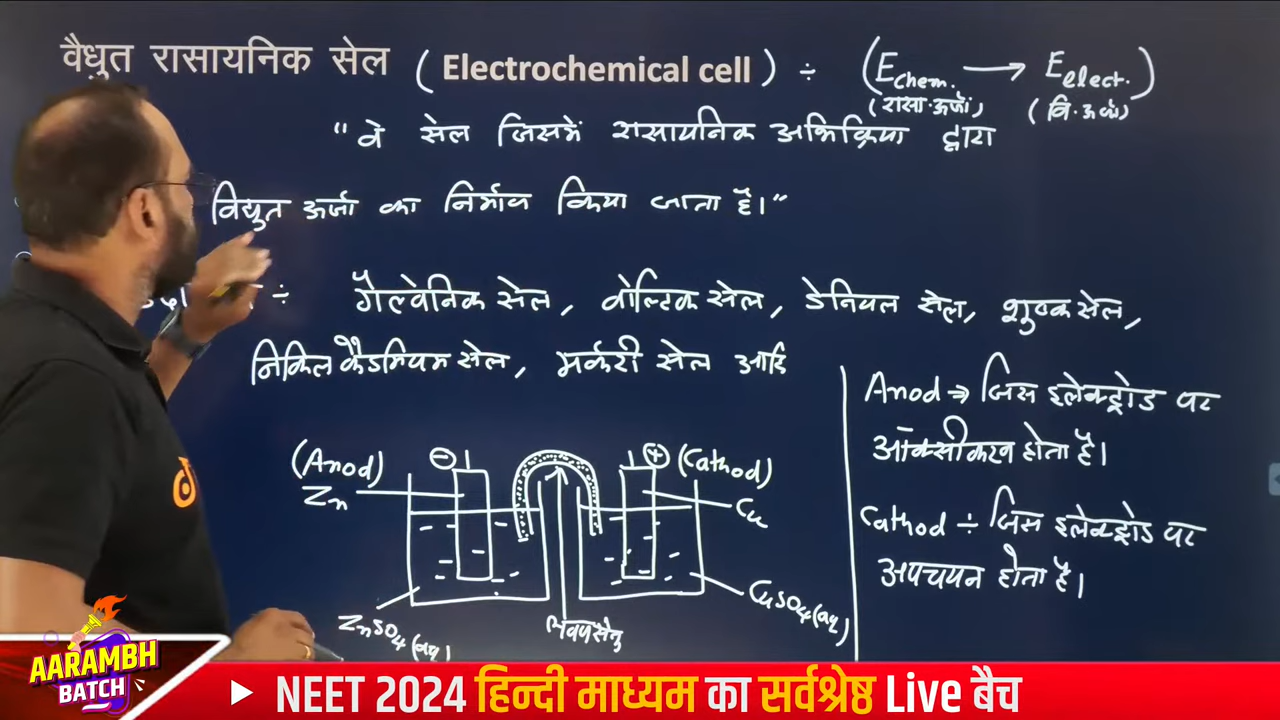 वैधुत रासायनिक सेल ( Electrochemical cell ) ÷ (Echem. → Eelect.)
(रासा.ऊर्जा) (वि.ऊर्जा)
"वे सेल जिसमें रासायनिक अभिक्रिया द्वारा
विद्युत ऊर्जा का निर्माण किया जाता है।"
÷ गैल्वेनिक सेल, वोल्टिक सेल, डेनियल सेल, शुष्क सेल,
निकिल कैडमियम सेल, मर्करी सेल आदि
Anod ⇒ जिस इलेक्ट्रोड पर
ऑक्सीकरण होता है।
Cathod ÷ जिस इलेक्ट्रोड पर
अपचयन होता है।
(Anod) − + (Cathod)
Zn Cu
ZnSO4(aq) लवण सेतु CuSO4(aq)
AARAMBH
BATCH
NEET 2024 हिन्दी माध्यम का सर्वश्रेष्ठ Live बैच